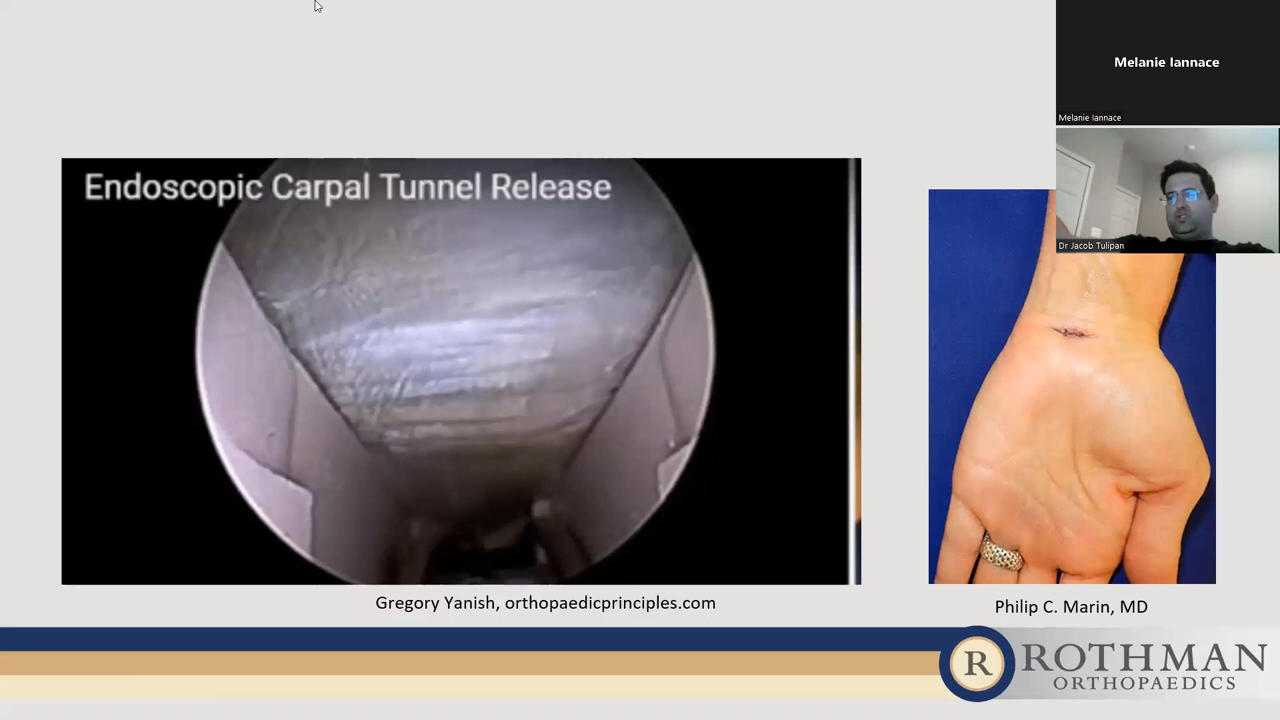 Melanie Iannace
Melanie Iannace
Dr Jacob Tulipan
Endoscopic Carpal Tunnel Release
Gregory Yanish, orthopaedicprinciples.com
Philip C. Marin, MD
R
ROTHMAN
ORTHOPAEDICS